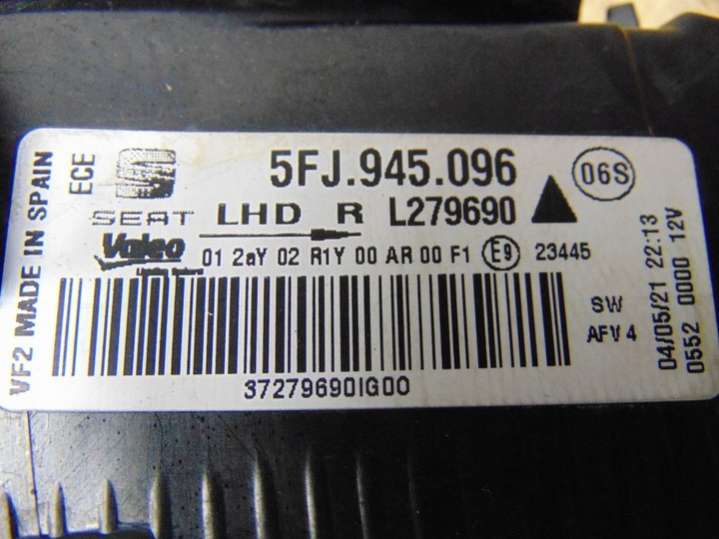 VF2 MADE IN SPAIN
ECE
5FJ.945.096
06S
SEAT
LHD R L279690
Valeo
01 2aY 02 R1Y 00 AR 00 F1 E9 23445
SW
AFV 4
37279690IG00
04/05/21 22:13
0552 0000 12V